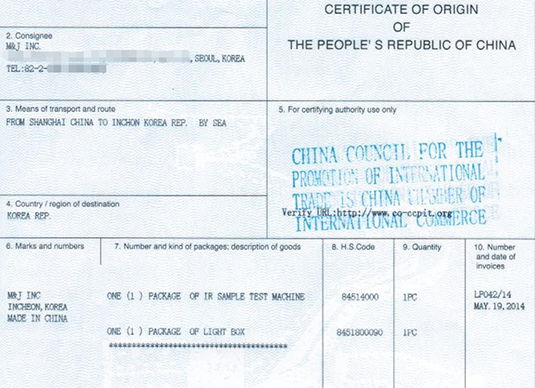 CERTIFICATE OF ORIGIN
OF
THE PEOPLE'S REPUBLIC OF CHINA
2. Consignee
M&J INC.
, SEOUL, KOREA
TEL:82-2-
3. Means of transport and route
FROM SHANGHAI CHINA TO INCHON KOREA REP. BY SEA
4. Country / region of destination
KOREA REP.
5. For certifying authority use only
CHINA COUNCIL FOR THE
PROMOTION OF INTERNATIONAL
TRADE IS CHINA CHAMBER OF
Verify URL:http://www.co-ccpit.org
INTERNATIONAL COMMERCE
6. Marks and numbers
7. Number and kind of packages; description of goods
8. H.S.Code
9. Quantity
10. Number
and date of
invoices
M&J INC
INCHEON, KOREA
MADE IN CHINA
ONE (1 ) PACKAGE OF IR SAMPLE TEST MACHINE
84514000
1PC
LP042/14
MAY. 19, 2014
ONE (1 ) PACKAGE OF LIGHT BOX
8451800090
1PC